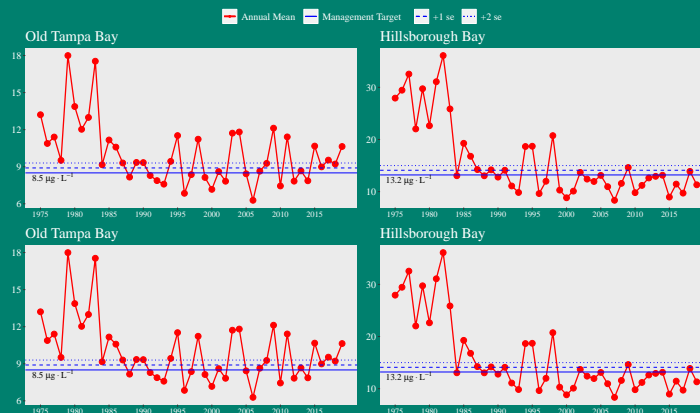 Annual Mean Management Target +1 se +2 se
Old Tampa Bay Hillsborough Bay
18
15
12
9
6
8.5 µg · L⁻¹
1975 1980 1985 1990 1995 2000 2005 2010 2015
30
20
10
13.2 µg · L⁻¹
1975 1980 1985 1990 1995 2000 2005 2010 2015
Old Tampa Bay Hillsborough Bay
18
15
12
9
6
8.5 µg · L⁻¹
1975 1980 1985 1990 1995 2000 2005 2010 2015
30
20
10
13.2 µg · L⁻¹
1975 1980 1985 1990 1995 2000 2005 2010 2015